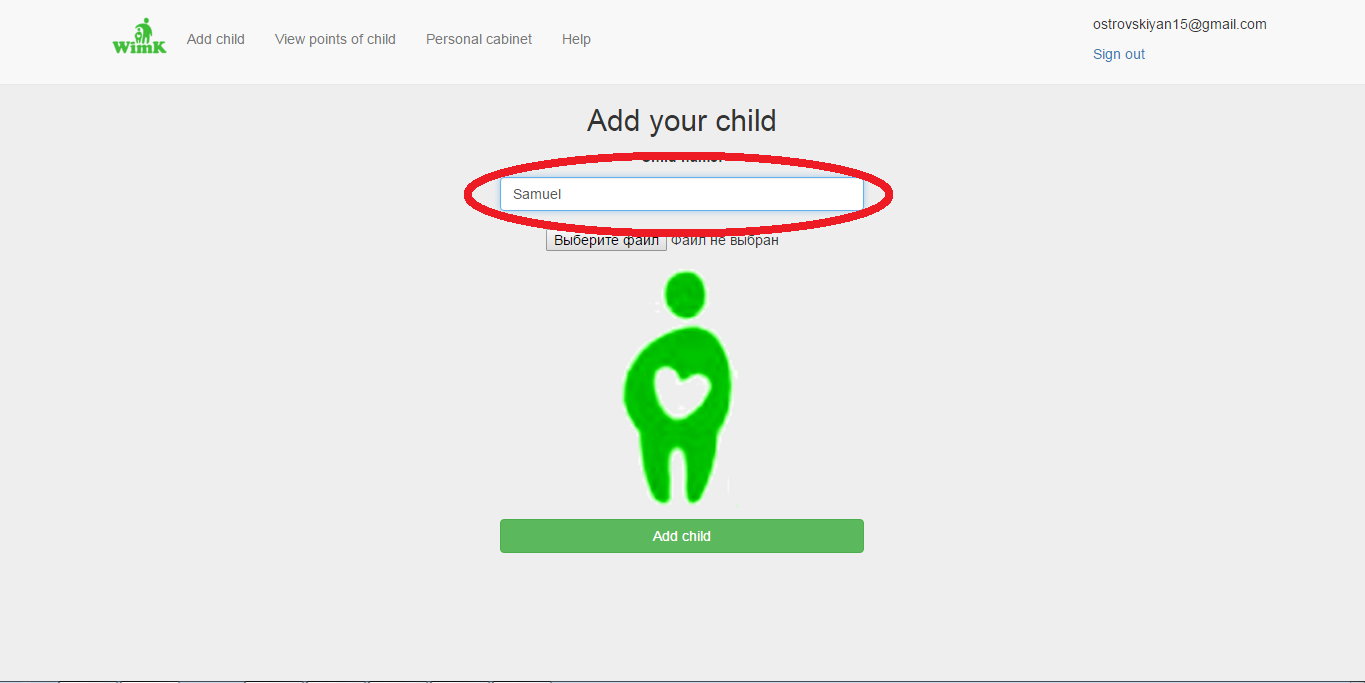 WimK
Add child
View points of child
Personal cabinet
Help
ostrovskiyan15@gmail.com
Sign out
Add your child
Child name:
Samuel
Выберите файл Файл не выбран
Add child